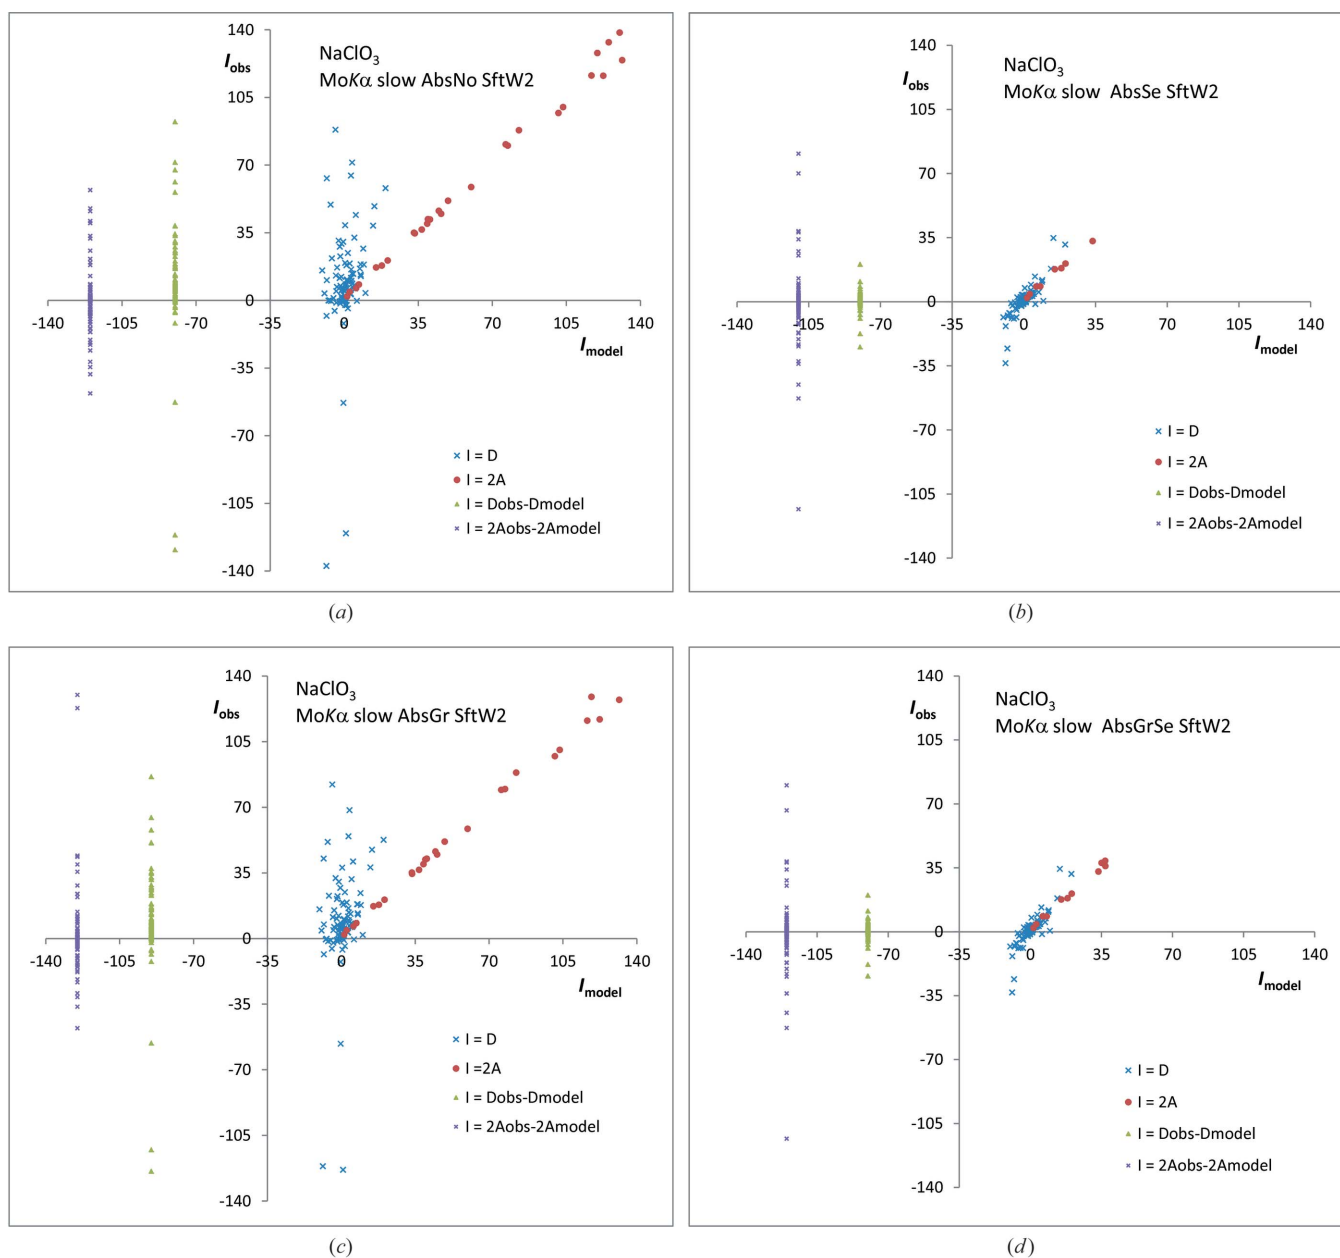 NaClO3
MoKα slow AbsNo SftW2
Iobs
140
105
70
35
0
-35
-70
-105
-140
-140 -105 -70 -35 0 35 70 105 140
Imodel
I = D
I = 2A
I = Dobs-Dmodel
I = 2Aobs-2Amodel
(a)
NaClO3
MoKα slow AbsSe SftW2
Iobs
140
105
70
35
0
-35
-70
-105
-140
-140 -105 -70 -35 0 35 70 105 140
Imodel
I = D
I = 2A
I = Dobs-Dmodel
I = 2Aobs-2Amodel
(b)
NaClO3
MoKα slow AbsGr SftW2
Iobs
140
105
70
35
0
-35
-70
-105
-140
-140 -105 -70 -35 0 35 70 105 140
Imodel
I = D
I =2A
I = Dobs-Dmodel
I = 2Aobs-2Amodel
(c)
NaClO3
MoKα slow AbsGrSe SftW2
Iobs
140
105
70
35
0
-35
-70
-105
-140
-140 -105 -70 -35 0 35 70 105 140
Imodel
I = D
I = 2A
I = Dobs-Dmodel
I = 2Aobs-2Amodel
(d)